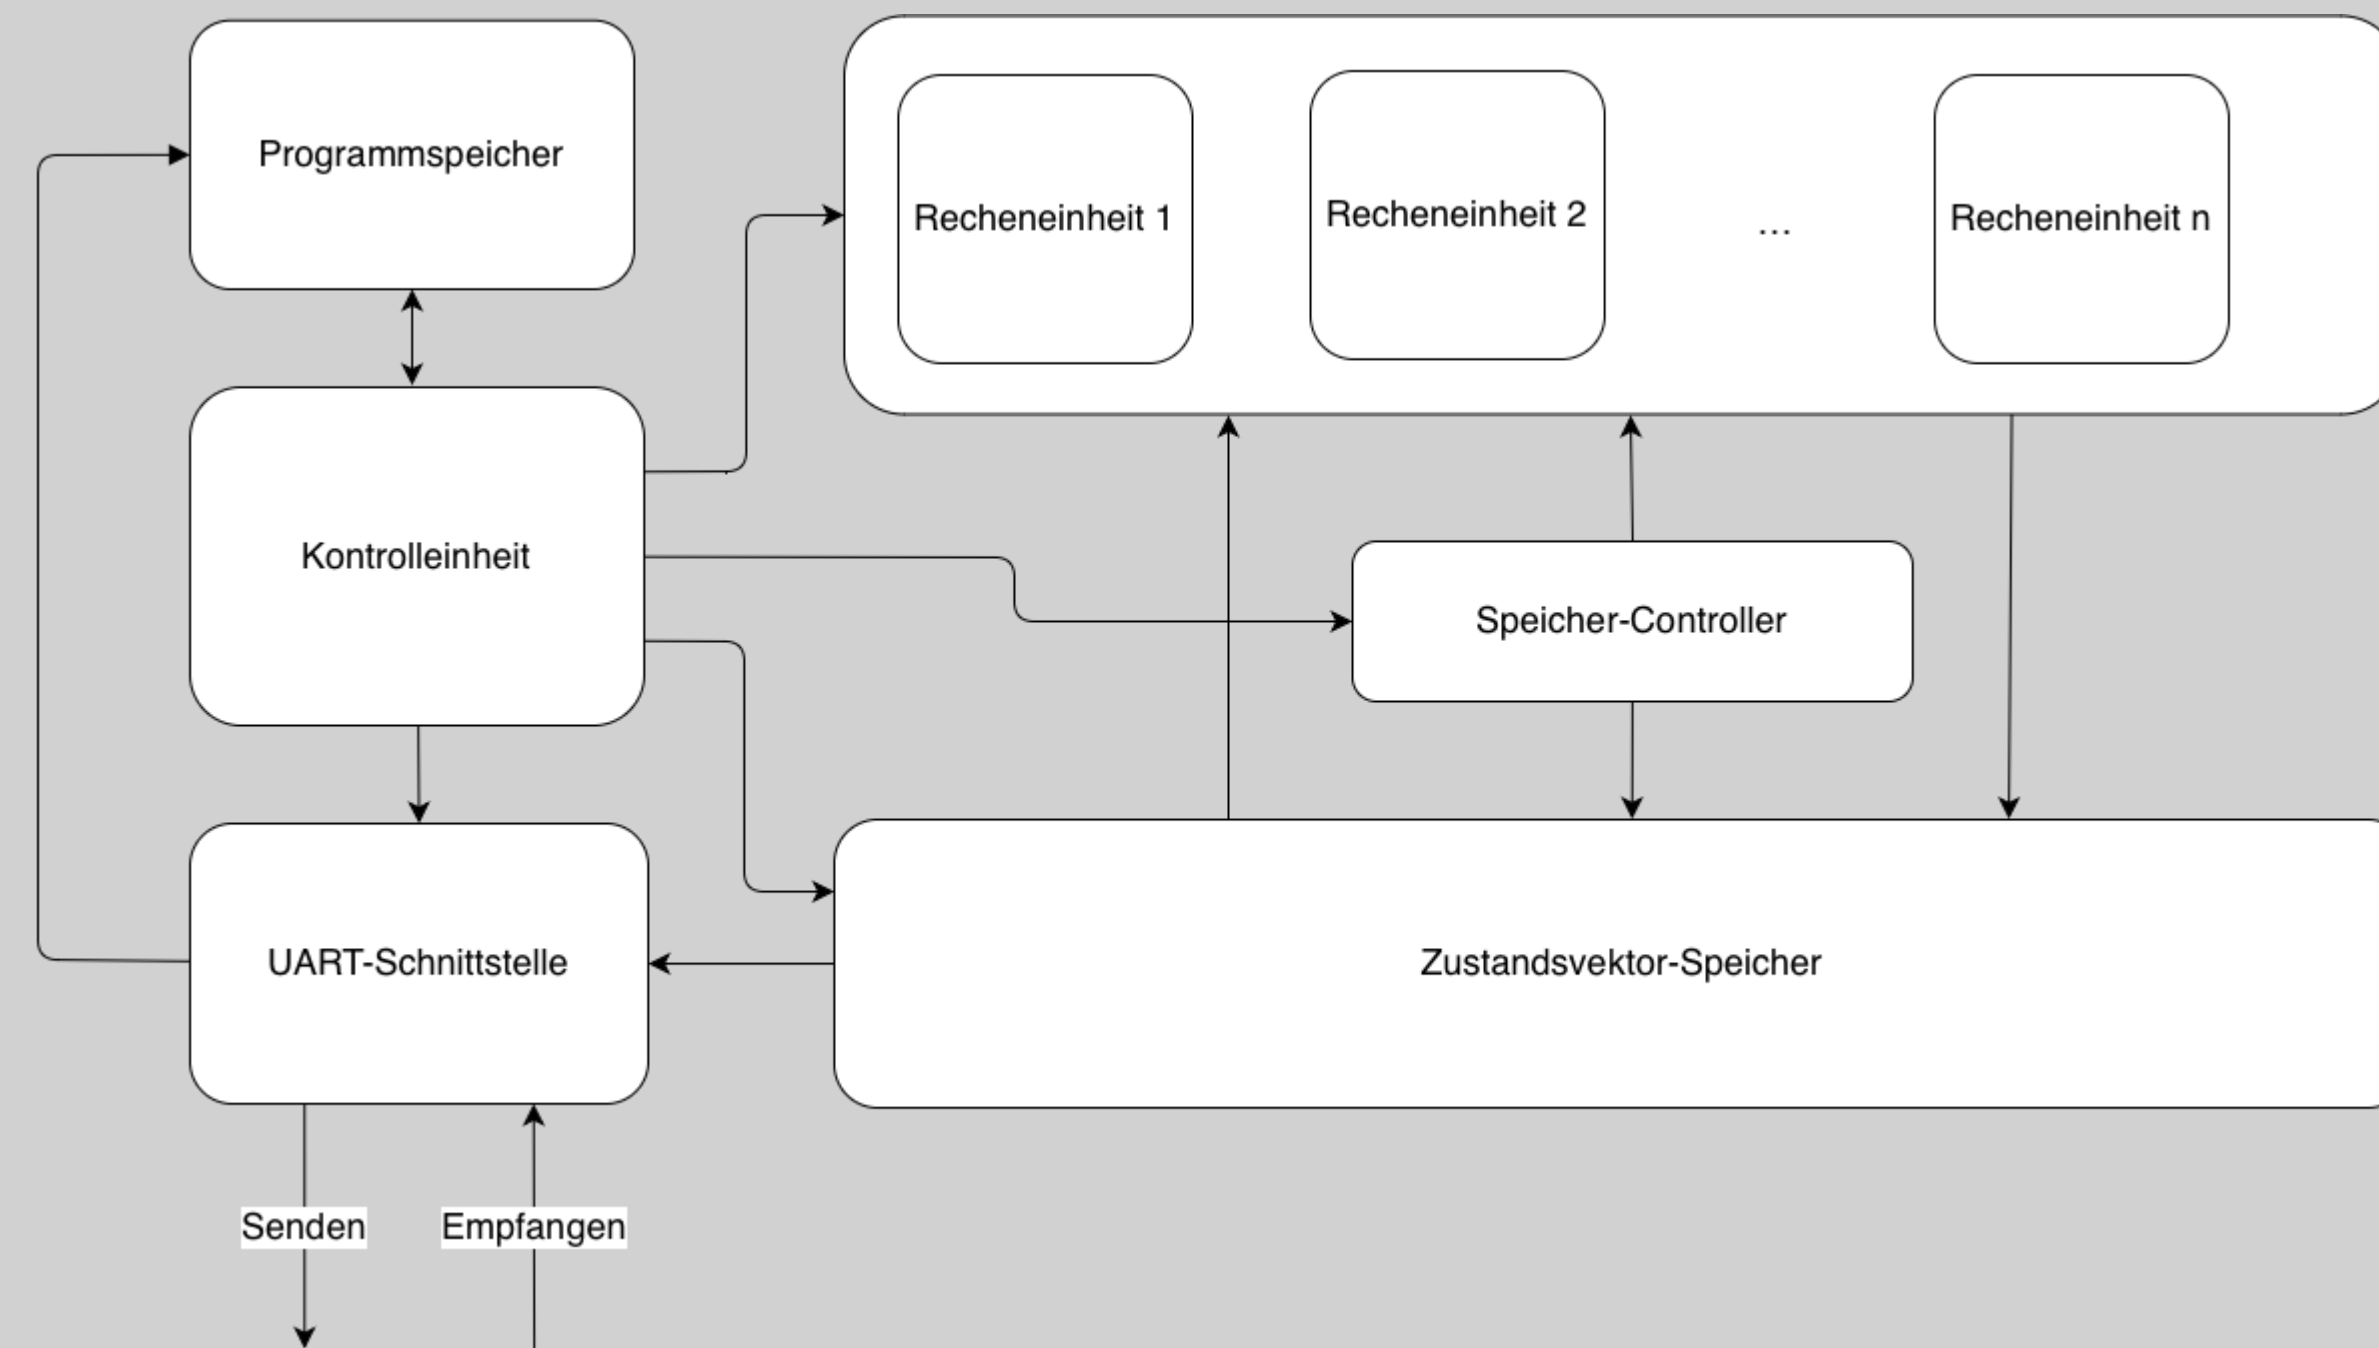 Programmspeicher
Recheneinheit 1
Recheneinheit 2
...
Recheneinheit n
Kontrolleinheit
Speicher-Controller
UART-Schnittstelle
Zustandsvektor-Speicher
Senden
Empfangen